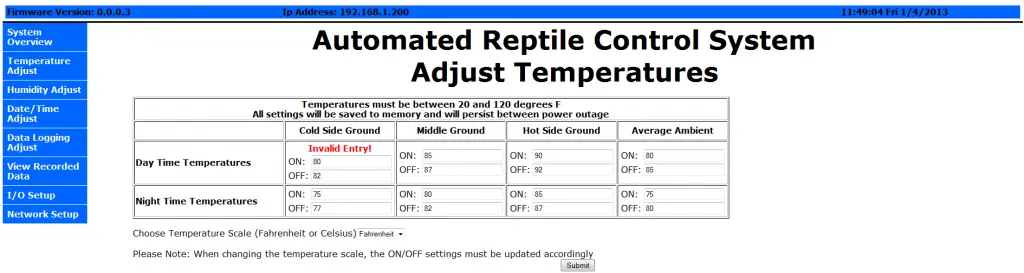 Firmware Version: 0.0.0.3 Ip Address: 192.168.1.200 11:49:04 Fri 1/4/2013
System
Overview
Temperature
Adjust
Humidity Adjust
Date/Time
Adjust
Data Logging
Adjust
View Recorded
Data
I/O Setup
Network Setup
Automated Reptile Control System
Adjust Temperatures
Temperatures must be between 20 and 120 degrees F
All settings will be saved to memory and will persist between power outage
Cold Side Ground Middle Ground Hot Side Ground Average Ambient
Invalid Entry!
Day Time Temperatures
ON: 80 ON: 85 ON: 90 ON: 80
OFF: 82 OFF: 87 OFF: 92 OFF: 85
Night Time Temperatures
ON: 75 ON: 80 ON: 85 ON: 75
OFF: 77 OFF: 82 OFF: 87 OFF: 80
Choose Temperature Scale (Fahrenheit or Celsius) Fahrenheit
Please Note: When changing the temperature scale, the ON/OFF settings must be updated accordingly
Submit